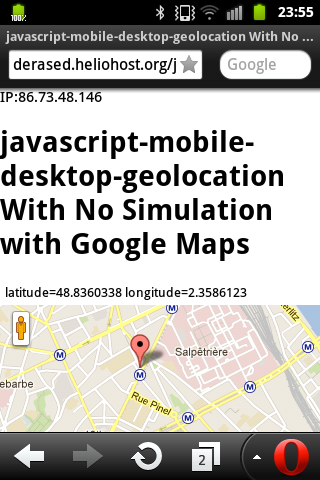 100%
23:55
javascript-mobile-desktop-geolocation With No ...
derased.heliohost.org/j
Google
IP:86.73.48.146
javascript-mobile-
desktop-geolocation
With No Simulation
with Google Maps
latitude=48.8360338 longitude=2.3586123
M
erlitz
M
M
Salpêtrière
M
M
ebarbe
Rue Pinel
M
2